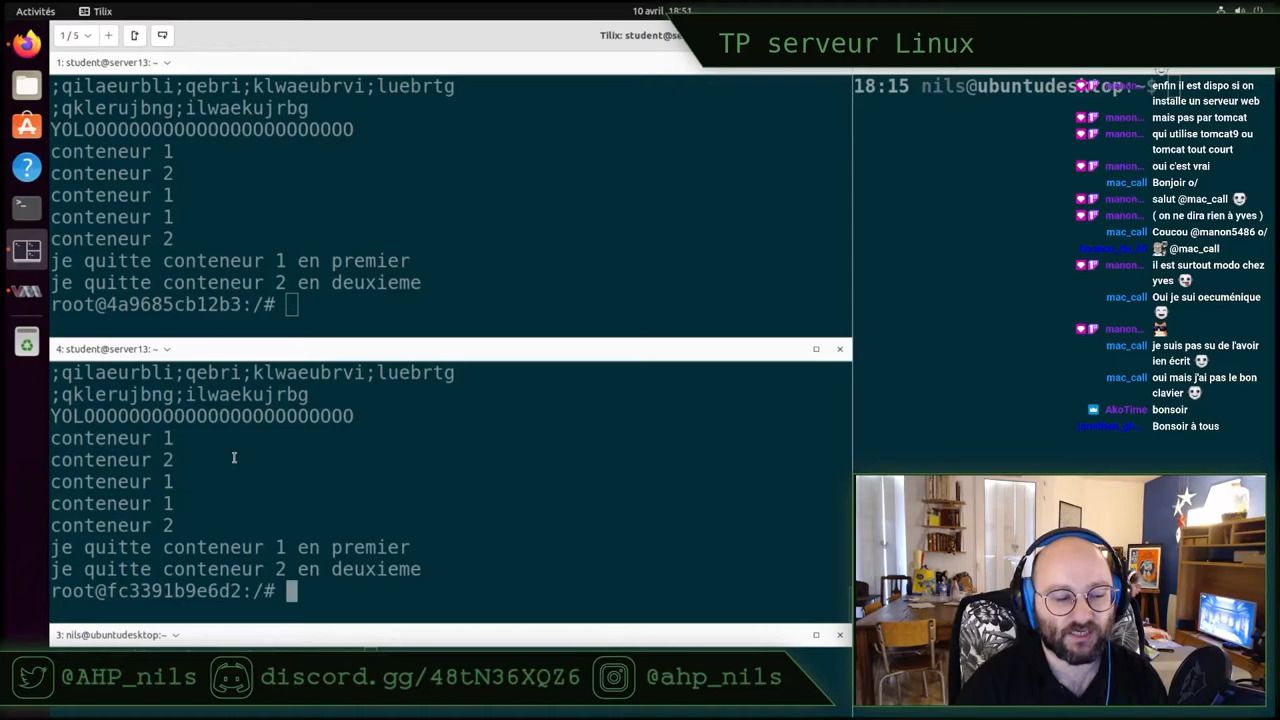 Activités
Tilix
10 avril 18:51
1 / 5
Tilix: student@se
TP serveur Linux
1: student@server13: ~
;qilaeurbli;qebri;klwaeubrvi;luebrtg
;qklerujbng;ilwaekujrbg
YOLOOOOOOOOOOOOOOOOOOOOOOOO
conteneur 1
conteneur 2
conteneur 1
conteneur 1
conteneur 2
je quitte conteneur 1 en premier
je quitte conteneur 2 en deuxieme
root@4a9685cb12b3:/#
4: student@server13: ~
;qilaeurbli;qebri;klwaeubrvi;luebrtg
;qklerujbng;ilwaekujrbg
YOLOOOOOOOOOOOOOOOOOOOOOOOO
conteneur 1
conteneur 2
conteneur 1
conteneur 1
conteneur 2
je quitte conteneur 1 en premier
je quitte conteneur 2 en deuxieme
root@fc3391b9e6d2:/#
3: nils@ubuntudesktop:~
18:15 nils@ubuntudesktop:~$
manon... enfin il est dispo si on
installe un serveur web
manon... mais pas par tomcat
manon... qui utilise tomcat9 ou
tomcat tout court
manon... oui c'est vrai
mac_call Bonjoir o/
manon... salut @mac_call
manon... ( on ne dira rien à yves )
mac_call Coucou @manon5486 o/
@mac_call
manon... il est surtout modo chez
yves
mac_call Oui je sui oecuménique
manon...
mac_call je suis pas su de l'avoir
ien écrit
mac_call oui mais j'ai pas le bon
clavier
AkoTime bonsoir
Bonsoir à tous
@AHP_nils
discord.gg/48tN36XQZ6
@ahp_nils